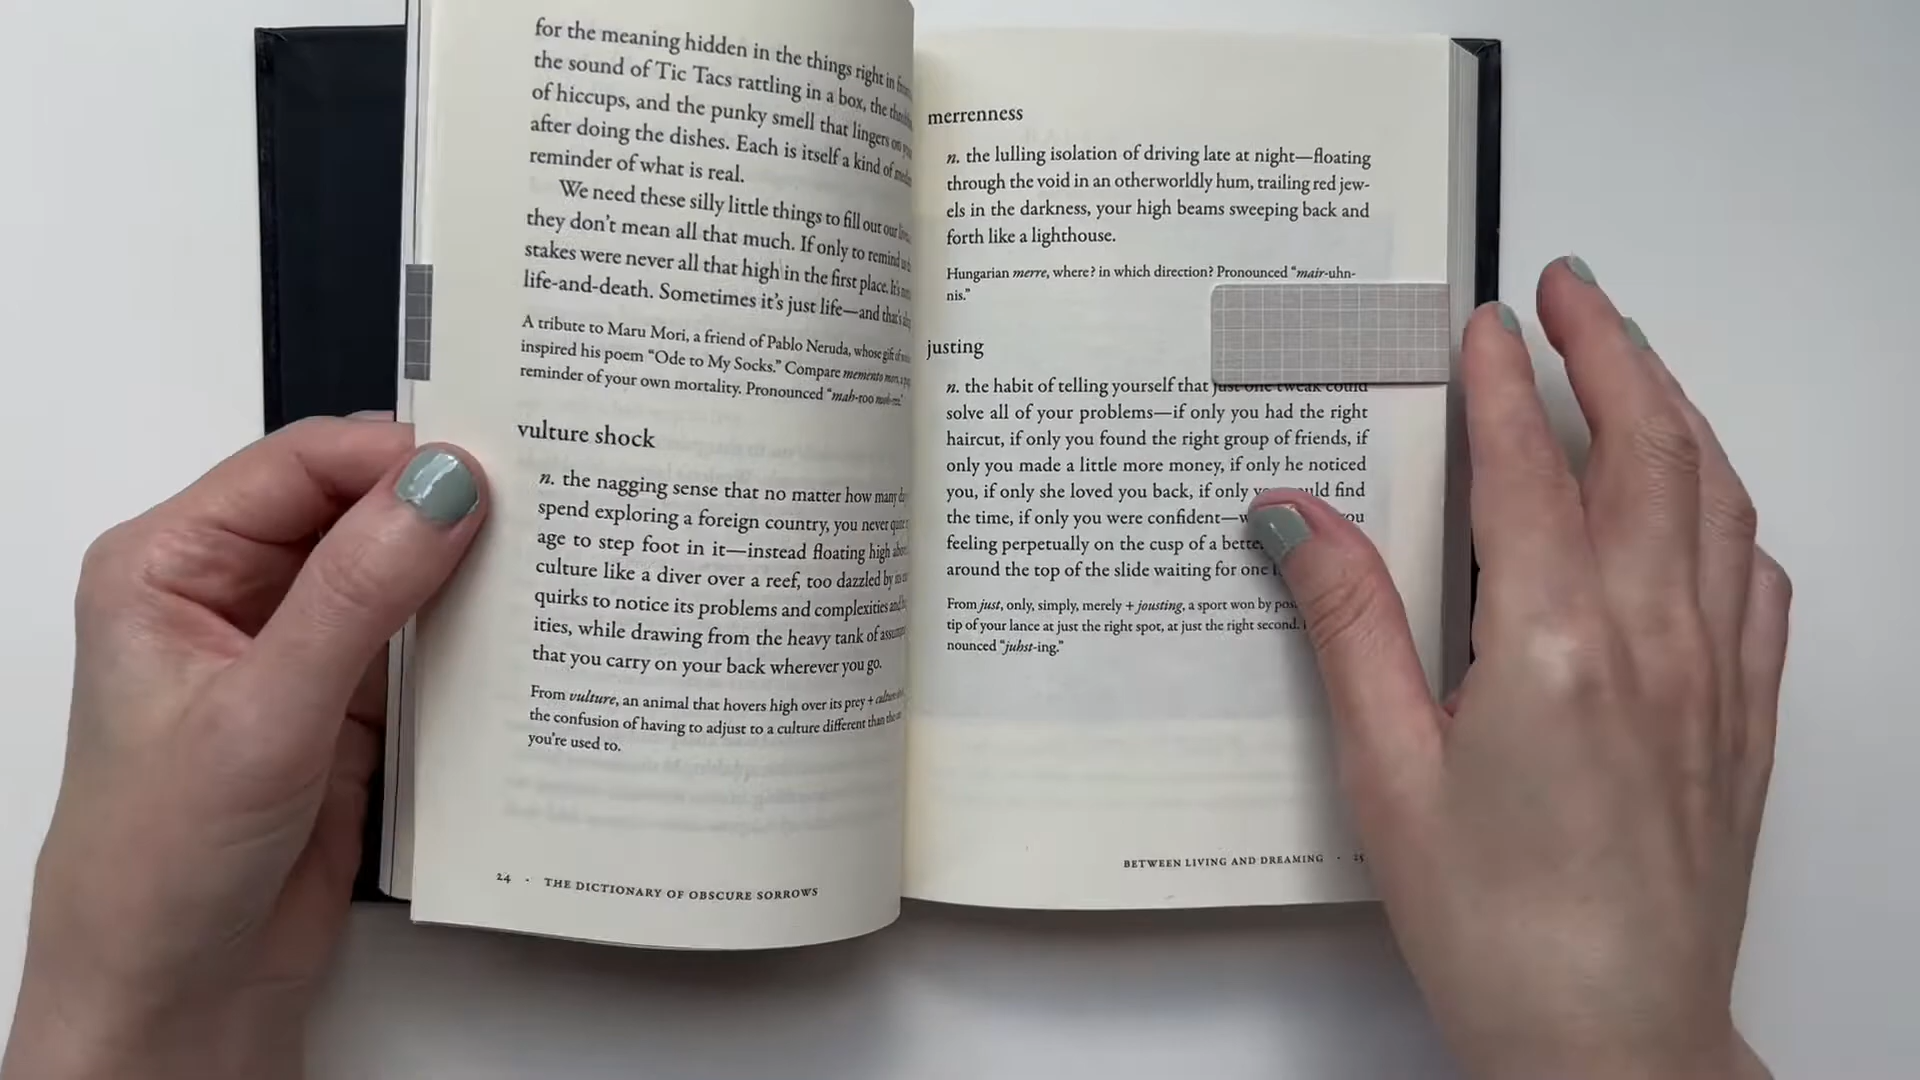 for the meaning hidden in the things right in
the sound of Tic Tacs rattling in a box, the
of hiccups, and the punky smell that lingers on
after doing the dishes. Each is itself a kind of
reminder of what is real.
We need these silly little things to fill out our
they don't mean all that much. If only to remind
stakes were never all that high in the first place. It's
life-and-death. Sometimes it's just life—and that's
A tribute to Maru Mori, a friend of Pablo Neruda, whose gift of
inspired his poem “Ode to My Socks.” Compare memento mori, a
reminder of your own mortality. Pronounced “mah-roo
vulture shock
n. the nagging sense that no matter how many
spend exploring a foreign country, you never quite
age to step foot in it—instead floating high
culture like a diver over a reef, too dazzled by its
quirks to notice its problems and complexities and
ities, while drawing from the heavy tank of
that you carry on your back wherever you go.
From vulture, an animal that hovers high over its prey + culture
the confusion of having to adjust to a culture different than the
you're used to.
24 · THE DICTIONARY OF OBSCURE SORROWS
merrenness
n. the lulling isolation of driving late at night—floating
through the void in an otherworldly hum, trailing red jew-
els in the darkness, your high beams sweeping back and
forth like a lighthouse.
Hungarian merre, where? in which direction? Pronounced “mair-uhn-
nis.”
justing
n. the habit of telling yourself that just one tweak could
solve all of your problems—if only you had the right
haircut, if only you found the right group of friends, if
only you made a little more money, if only he noticed
you, if only she loved you back, if only find
the time, if only you were confident— you
feeling perpetually on the cusp of a
around the top of the slide waiting for one
From just, only, simply, merely + jousting, a sport won by
tip of your lance at just the right spot, at just the right second.
nounced “juhst-ing.”
BETWEEN LIVING AND DREAMING · 25